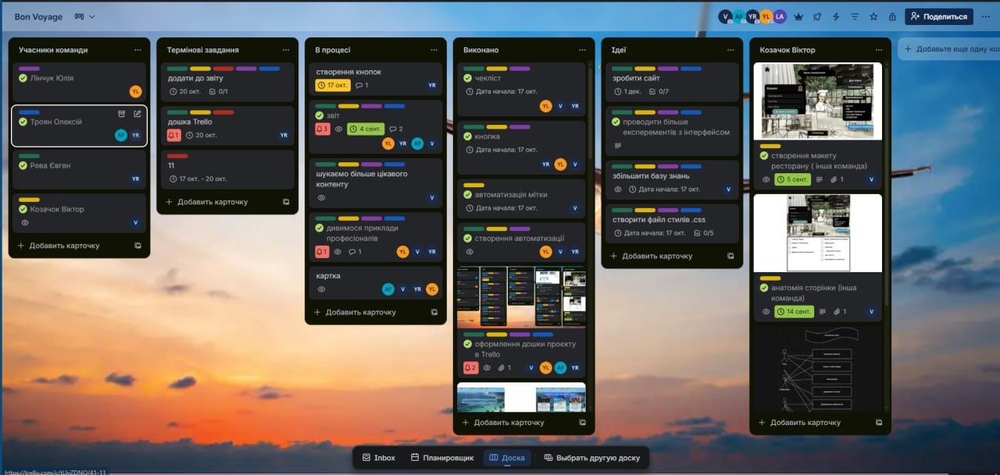 Bon Voyage
V AF YR YL LA
Поделиться
Учасники команди
Лінчук Юлія
YL
Троян Олексій
AF YR
Рева Євген
YR
Козачок Віктор
V
Добавить карточку
Термінові завдання
додати до звіту
20 окт. 0/1
дошка Trello
1 20 окт. YR
11
17 окт. - 20 окт.
Добавить карточку
В процесі
створення кнопок
17 окт. 1 YR
звіт
3 4 сент. 2
YL YR AF V
шукаємо більше цікавого
контенту
V
дивимося приклади
професіоналів
1 1 YL V YR
картка
AF V YR YL
Добавить карточку
Виконано
чекліст
Дата начала: 17 окт.
YL V YR
кнопка
Дата начала: 17 окт.
YR YL V
автоматизація мітки
Дата начала: 17 окт. V
створення автоматизації
YL V YR
оформлення дошки проєкту
в Trello
2 1 V YL AF YR
Добавить карточку
Ідеї
зробити сайт
1 дек. 0/7
проводити більше
експериментів з інтерфейсом
збільшити базу знань
Дата начала: 17 окт. V
створити файл стилів .css
Дата начала: 17 окт. 0/5
Добавить карточку
Козачок Віктор
створення макету
ресторану ( інша команда)
5 сент. 1 V
анатомія сторінки (інша
команда)
14 сент. 1 V
Добавить карточку
Добавьте еще одну кол
Inbox
Планировщик
Доска
Выбрать другую доску